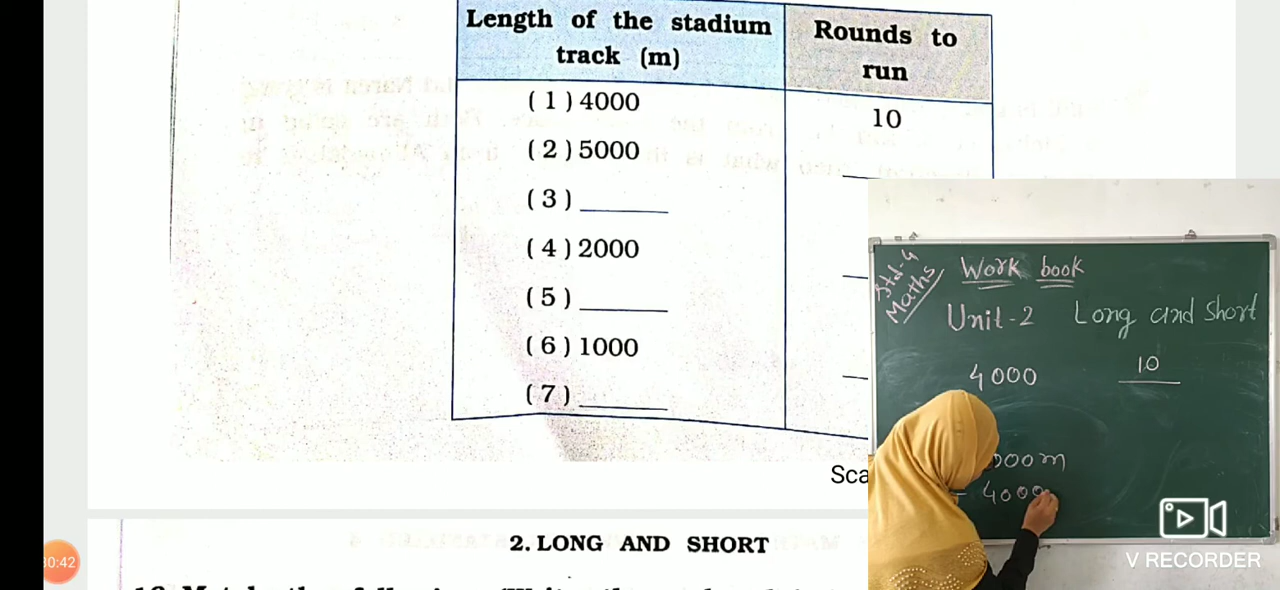 Length of the stadium track (m)
Rounds to run
( 1 ) 4000
10
( 2 ) 5000
( 3 ) ______
( 4 ) 2000
( 5 ) ______
( 6 ) 1000
( 7 ) ______
Sca
2. LONG AND SHORT
Std-4
Maths
Work book
Unit-2 Long and Short
4000 10
000m
- 4000
V RECORDER
30:42